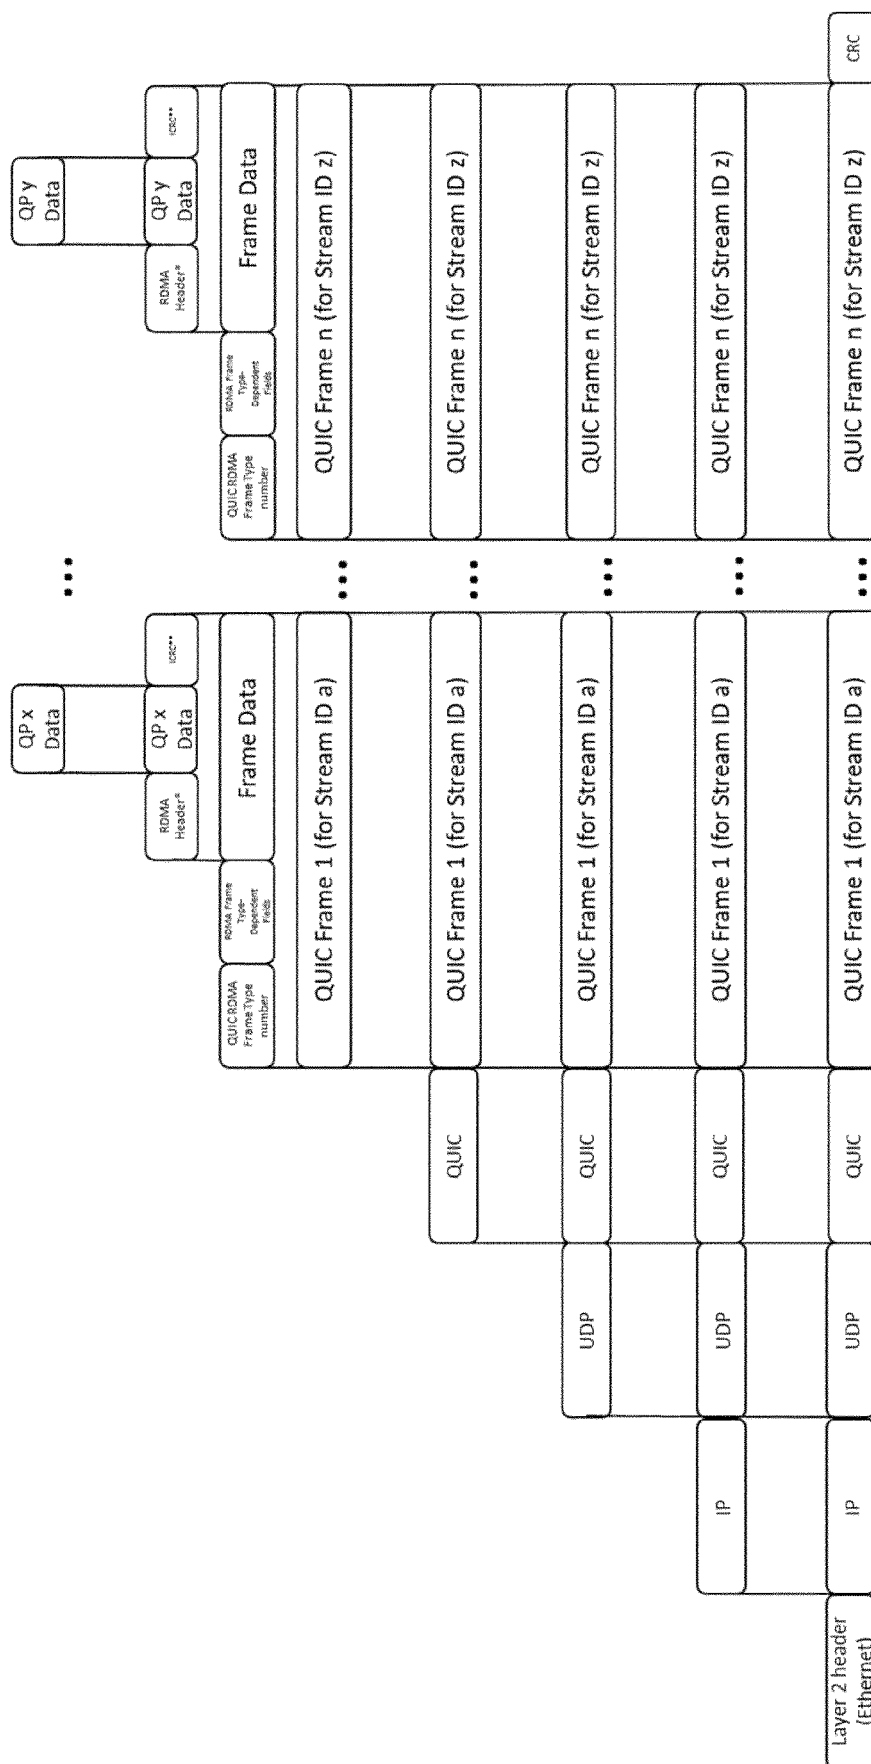 QP x
Data
...
QP y
Data
RDMA
Header*
QP x
Data
ICRC**
RDMA
Header*
QP y
Data
ICRC**
QUIC RDMA
Frame Type
number
RDMA Frame
Type-
Dependent
Fields
Frame Data
QUIC RDMA
Frame Type
number
RDMA Frame
Type-
Dependent
Fields
Frame Data
QUIC Frame 1 (for Stream ID a)
...
QUIC Frame n (for Stream ID z)
QUIC
QUIC Frame 1 (for Stream ID a)
...
QUIC Frame n (for Stream ID z)
UDP
QUIC
QUIC Frame 1 (for Stream ID a)
...
QUIC Frame n (for Stream ID z)
IP
UDP
QUIC
QUIC Frame 1 (for Stream ID a)
...
QUIC Frame n (for Stream ID z)
Layer 2 header
(Ethernet)
IP
UDP
QUIC
QUIC Frame 1 (for Stream ID a)
...
QUIC Frame n (for Stream ID z)
CRC